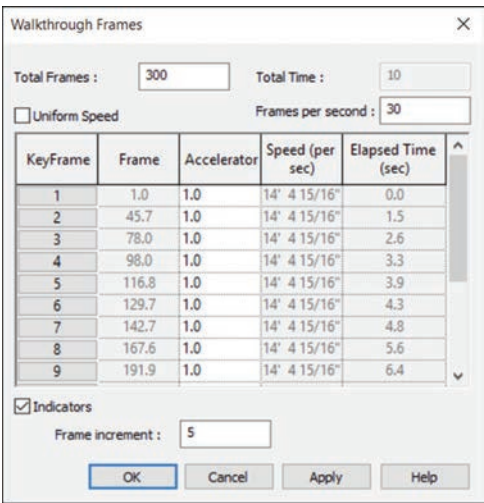 Walkthrough Frames
Total Frames : 300 Total Time : 10
Uniform Speed Frames per second : 30
KeyFrame Frame Accelerator Speed (per sec) Elapsed Time (sec)
1 1.0 1.0 14' 4 15/16" 0.0
2 45.7 1.0 14' 4 15/16" 1.5
3 78.0 1.0 14' 4 15/16" 2.6
4 98.0 1.0 14' 4 15/16" 3.3
5 116.8 1.0 14' 4 15/16" 3.9
6 129.7 1.0 14' 4 15/16" 4.3
7 142.7 1.0 14' 4 15/16" 4.8
8 167.6 1.0 14' 4 15/16" 5.6
9 191.9 1.0 14' 4 15/16" 6.4
Indicators
Frame increment : 5
OK Cancel Apply Help